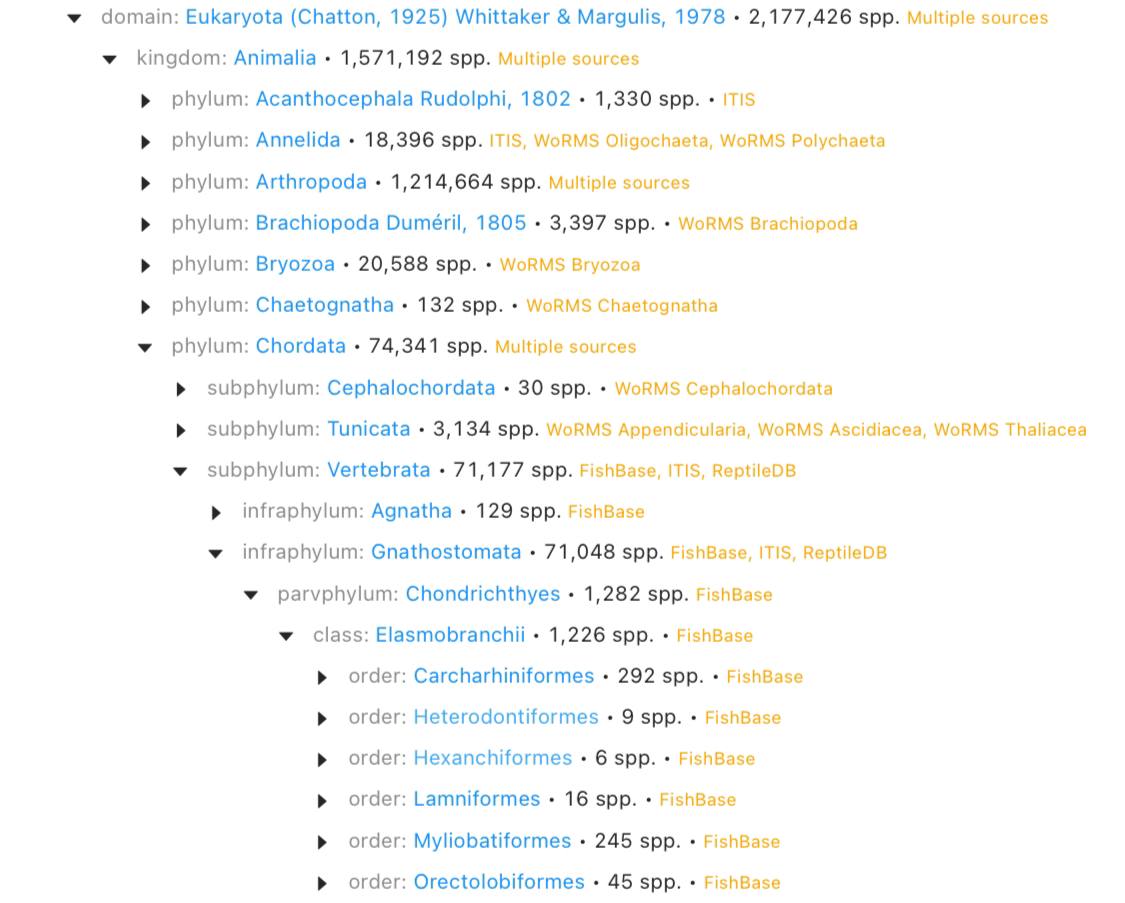 domain: Eukaryota (Chatton, 1925) Whittaker & Margulis, 1978 • 2,177,426 spp. Multiple sources
kingdom: Animalia • 1,571,192 spp. Multiple sources
phylum: Acanthocephala Rudolphi, 1802 • 1,330 spp. • ITIS
phylum: Annelida • 18,396 spp. ITIS, WoRMS Oligochaeta, WoRMS Polychaeta
phylum: Arthropoda • 1,214,664 spp. Multiple sources
phylum: Brachiopoda Duméril, 1805 • 3,397 spp. • WoRMS Brachiopoda
phylum: Bryozoa • 20,588 spp. • WoRMS Bryozoa
phylum: Chaetognatha • 132 spp. • WoRMS Chaetognatha
phylum: Chordata • 74,341 spp. Multiple sources
subphylum: Cephalochordata • 30 spp. • WoRMS Cephalochordata
subphylum: Tunicata • 3,134 spp. WoRMS Appendicularia, WoRMS Ascidiacea, WoRMS Thaliacea
subphylum: Vertebrata • 71,177 spp. FishBase, ITIS, ReptileDB
infraphylum: Agnatha • 129 spp. FishBase
infraphylum: Gnathostomata • 71,048 spp. FishBase, ITIS, ReptileDB
parvphylum: Chondrichthyes • 1,282 spp. FishBase
class: Elasmobranchii • 1,226 spp. • FishBase
order: Carcharhiniformes • 292 spp. • FishBase
order: Heterodontiformes • 9 spp. • FishBase
order: Hexanchiformes • 6 spp. • FishBase
order: Lamniformes • 16 spp. • FishBase
order: Myliobatiformes • 245 spp. • FishBase
order: Orectolobiformes • 45 spp. • FishBase